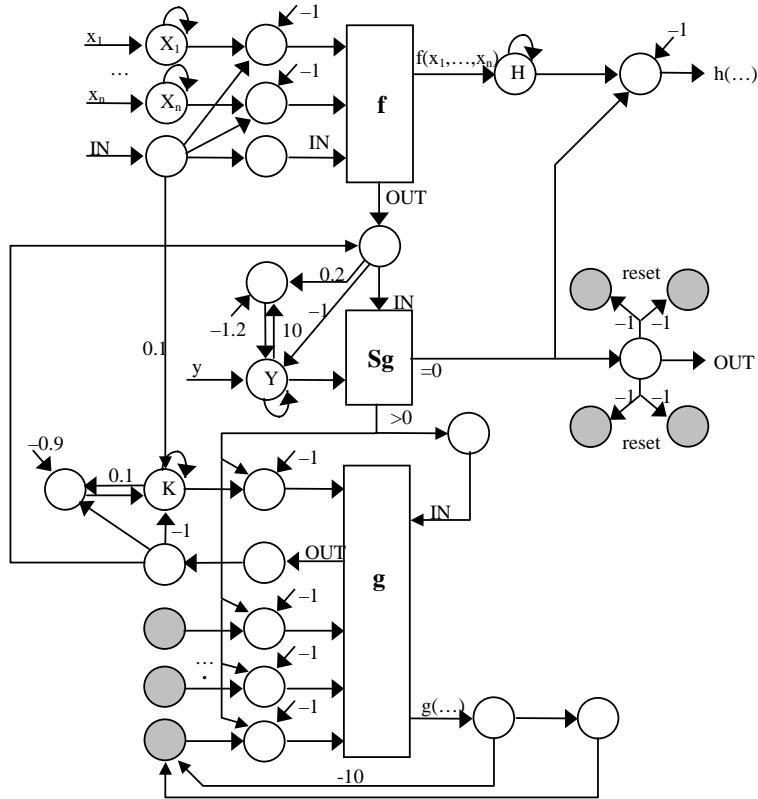 –1
x1
X1
–1
f(x1,…,xn)
H
–1
h(…)
…
xn
Xn
f
IN
IN
OUT
0.2
reset
–1.2
10
–1
IN
–1
–1
0.1
y
Y
Sg
=0
OUT
>0
–1
–1
reset
–0.9
–1
0.1
K
IN
–1
OUT
g
–1
…
.
–1
–1
g(…)
-10